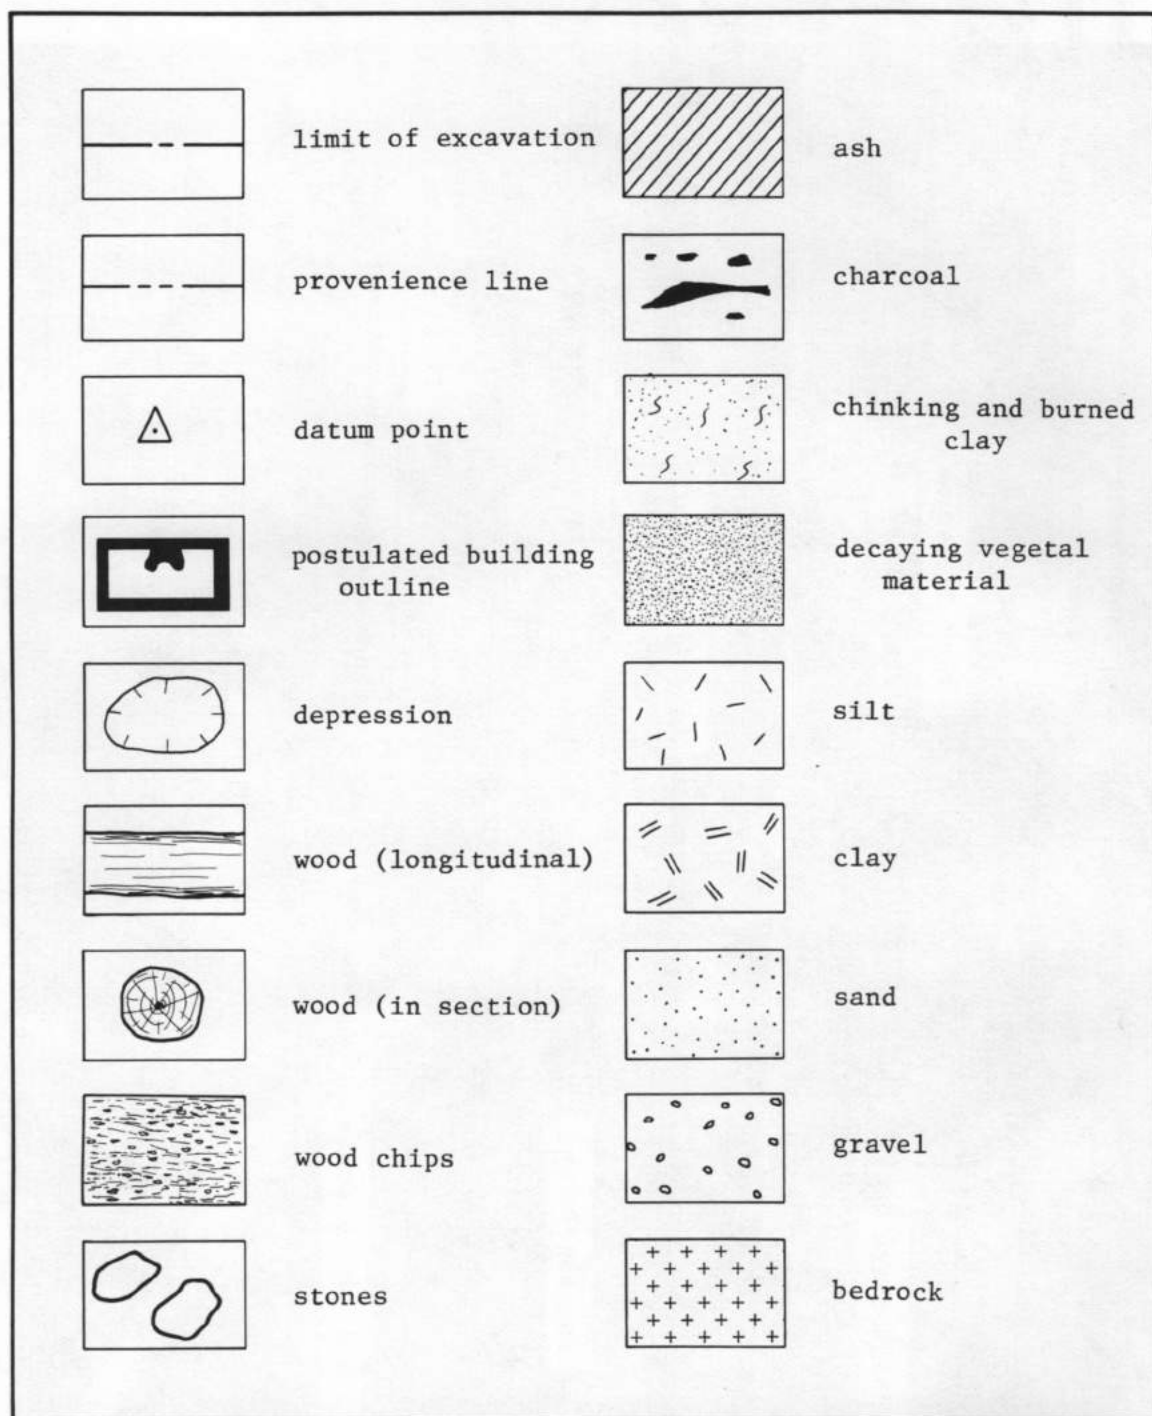 limit of excavation
provenience line
datum point
postulated building
outline
depression
wood (longitudinal)
wood (in section)
wood chips
stones
ash
charcoal
chinking and burned
clay
decaying vegetal
material
silt
clay
sand
gravel
bedrock